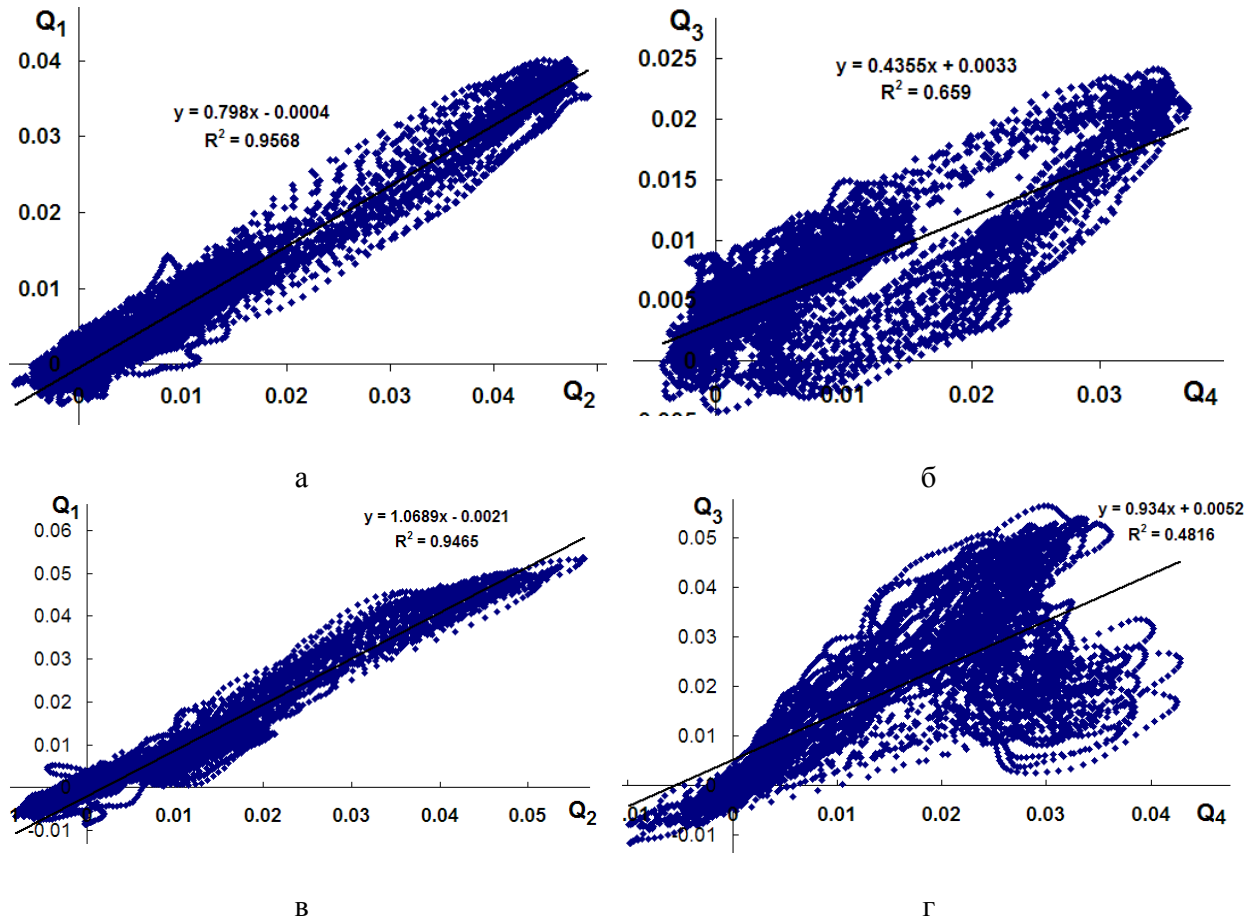 Q1
0.04
0.03
0.02
0.01
0
y = 0.798x - 0.0004
R² = 0.9568
0 0.01 0.02 0.03 0.04 Q2
Q3
0.025
0.02
0.015
0.01
0.005
0
y = 0.4355x + 0.0033
R² = 0.659
0 0.01 0.02 0.03 Q4
а
б
Q1
0.06
0.05
0.04
0.03
0.02
0.01
0
-0.01
y = 1.0689x - 0.0021
R² = 0.9465
0 0.01 0.02 0.03 0.04 0.05 Q2
Q3
0.05
0.04
0.03
0.02
0.01
0
-0.01
y = 0.934x + 0.0052
R² = 0.4816
0 0.01 0.02 0.03 0.04 Q4
в
г